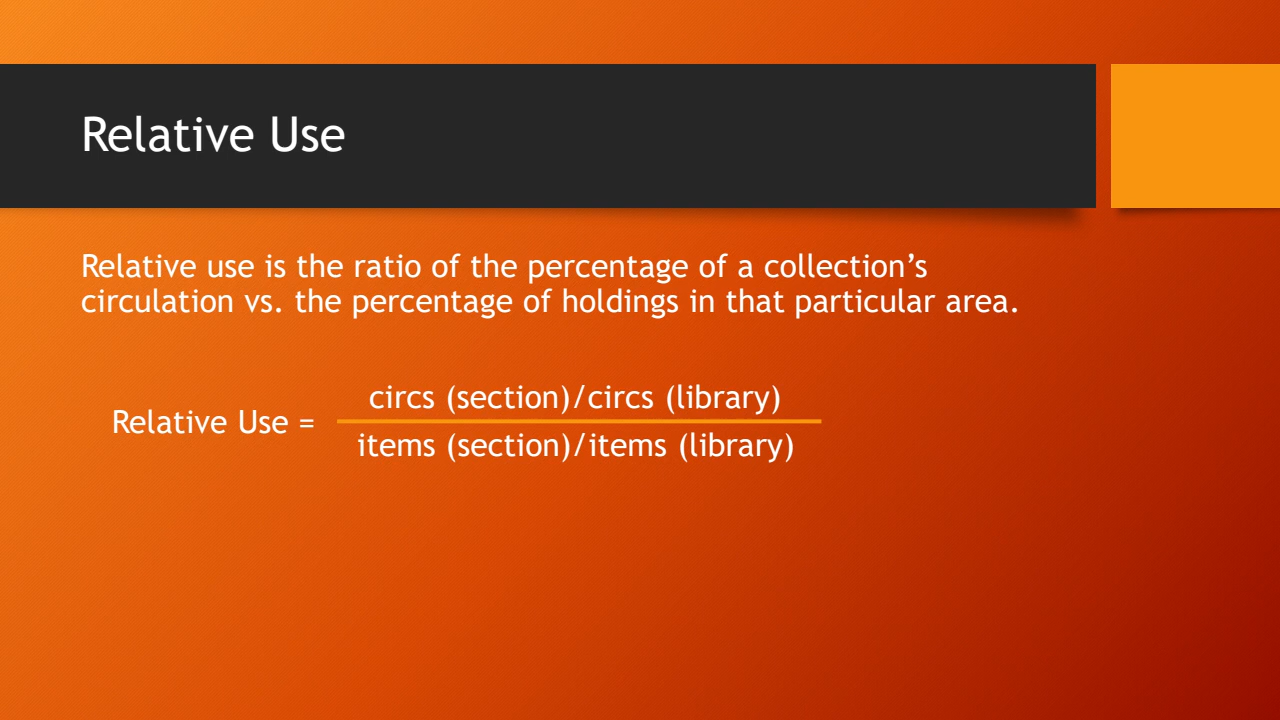 Relative Use
Relative use is the ratio of the percentage of a collection’s
circulation vs. the percentage of holdings in that particular area.
circs (section)/circs (library)
Relative Use =
items (section)/items (library)